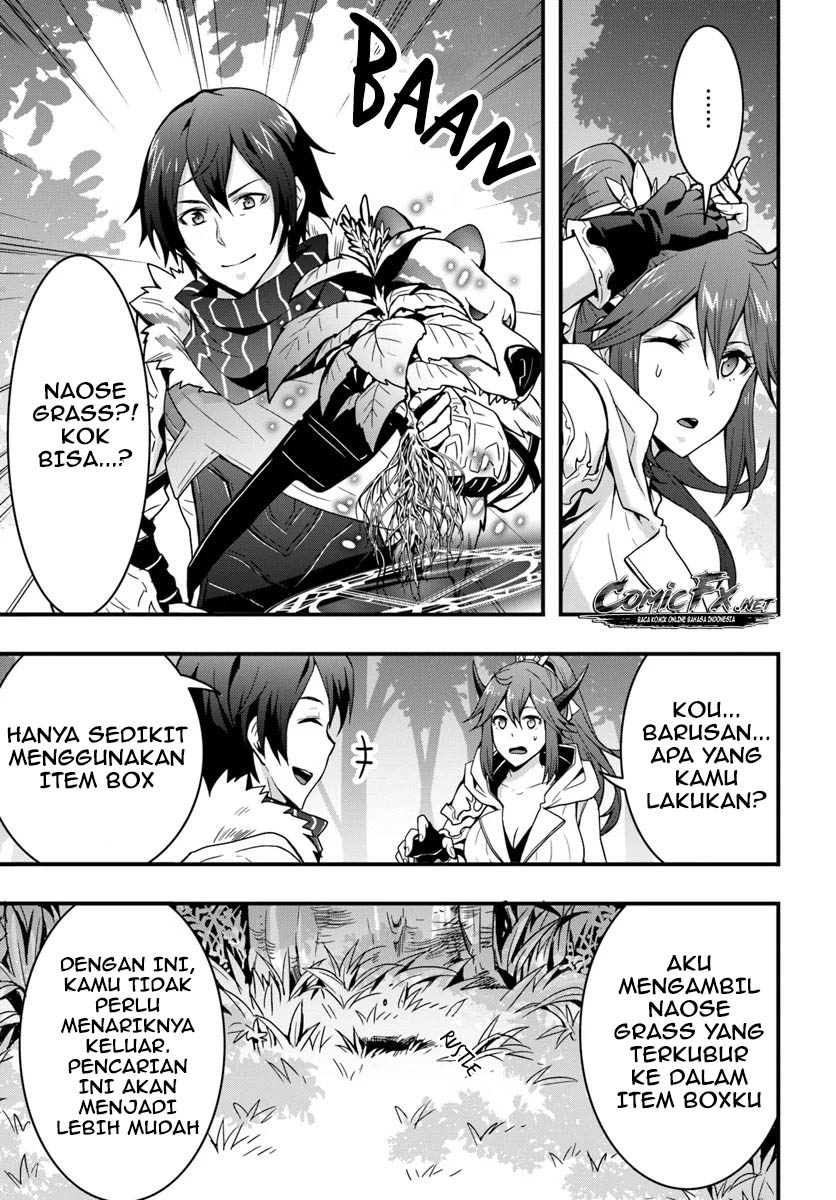 ......
BAAN
NAOSE
GRASS?!
KOK
BISA...?
COMICFX.NET
BACA KOMIK ONLINE BAHASA INDONESIA
KOU...
BARUSAN...
APA YANG
KAMU
LAKUKAN?
HANYA SEDIKIT
MENGGUNAKAN
ITEM BOX
AKU
MENGAMBIL
NAOSE
GRASS YANG
TERKUBUR
KE DALAM
ITEM BOXKU
RUSTLE
DENGAN INI,
KAMU TIDAK
PERLU
MENARIKNYA
KELUAR.
PENCARIAN
INI AKAN
MENJADI
LEBIH MUDAH